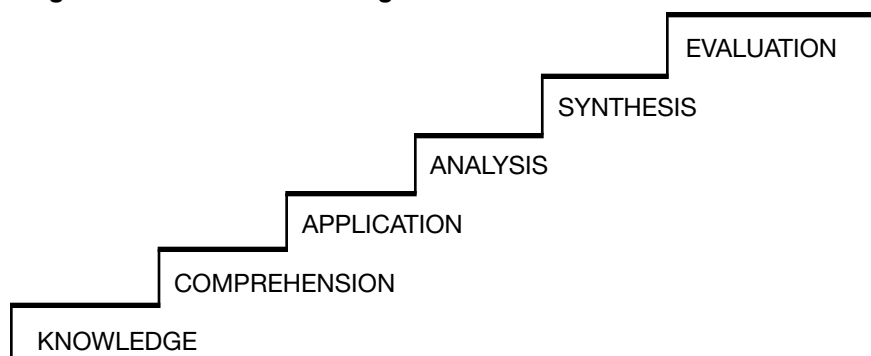 EVALUATION
SYNTHESIS
ANALYSIS
APPLICATION
COMPREHENSION
KNOWLEDGE